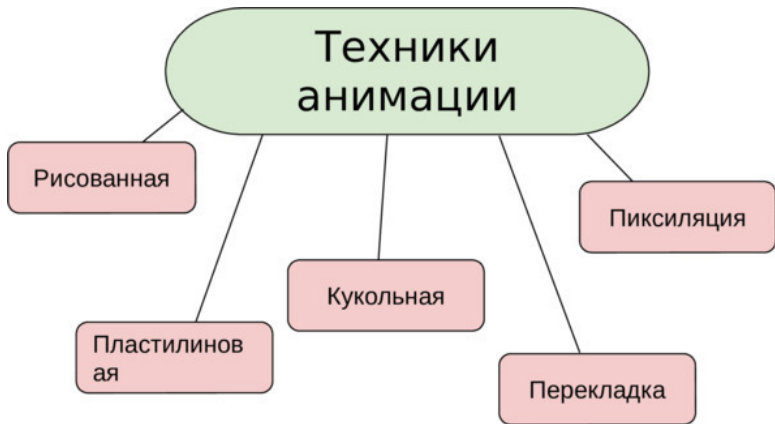 Техники
анимации
Рисованная
Пиксиляция
Кукольная
Пластилинов
ая
Перекладка